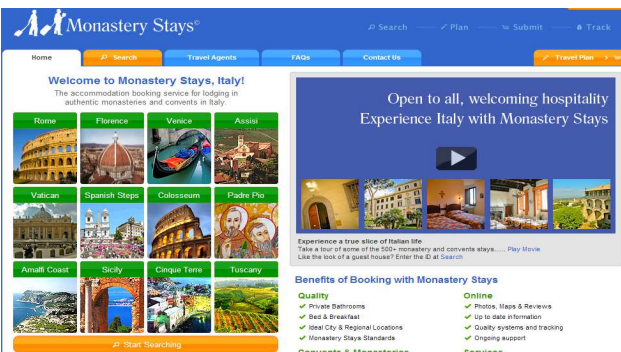 Monastery Stays®
Search
Plan
Submit
Track
Home
Search
Travel Agents
FAQs
Contact Us
Travel Plan
Welcome to Monastery Stays, Italy!
The accommodation booking service for lodging in
authentic monasteries and convents in Italy.
Rome
Florence
Venice
Assisi
Vatican
Spanish Steps
Colosseum
Padre Pio
Amalfi Coast
Sicily
Cinque Terre
Tuscany
Start Searching
Open to all, welcoming hospitality
Experience Italy with Monastery Stays
Experience a true slice of Italian life
Take a tour of some of the 500+ monastery and convents stays...... Play Movie
Like the look of a guest house? Enter the ID at Search
Benefits of Booking with Monastery Stays
Quality
Private Bathrooms
Bed & Breakfast
Ideal City & Regional Locations
Monastery Stays Standards
Online
Photos, Maps & Reviews
Up to date information
Quality systems and tracking
Ongoing support
Convents & Monasteries
Services